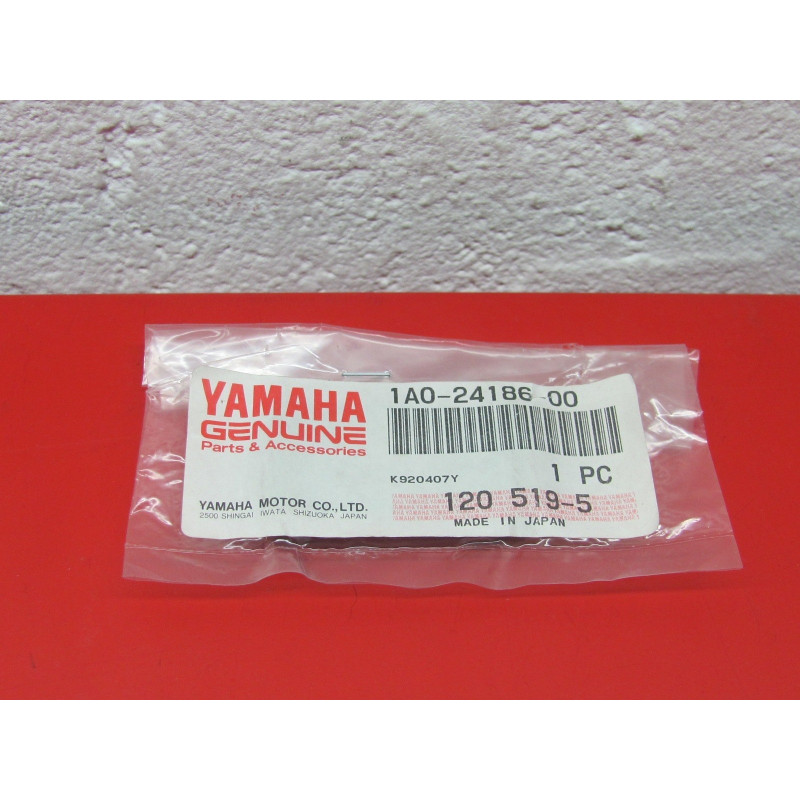 YAMAHA
GENUINE
Parts & Accessories
YAMAHA MOTOR CO.,LTD.
2500 SHINGAI IWATA SHIZUOKA JAPAN
1A0-24186-00
K920407Y
1 PC
120 519-5
MADE IN JAPAN